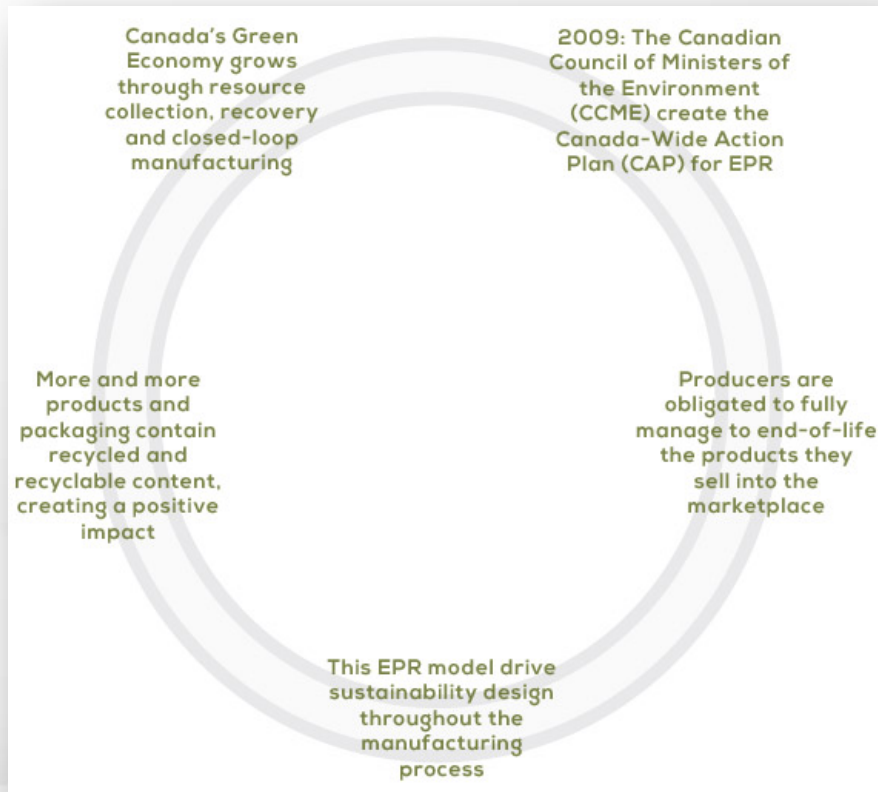 Canada's Green
Economy grows
through resource
collection, recovery
and closed-loop
manufacturing
2009: The Canadian
Council of Ministers of
the Environment
(CCME) create the
Canada-Wide Action
Plan (CAP) for EPR
Producers are
obligated to fully
manage to end-of-life
the products they
sell into the
marketplace
This EPR model drive
sustainability design
throughout the
manufacturing
process
More and more
products and
packaging contain
recycled and
recyclable content,
creating a positive
impact